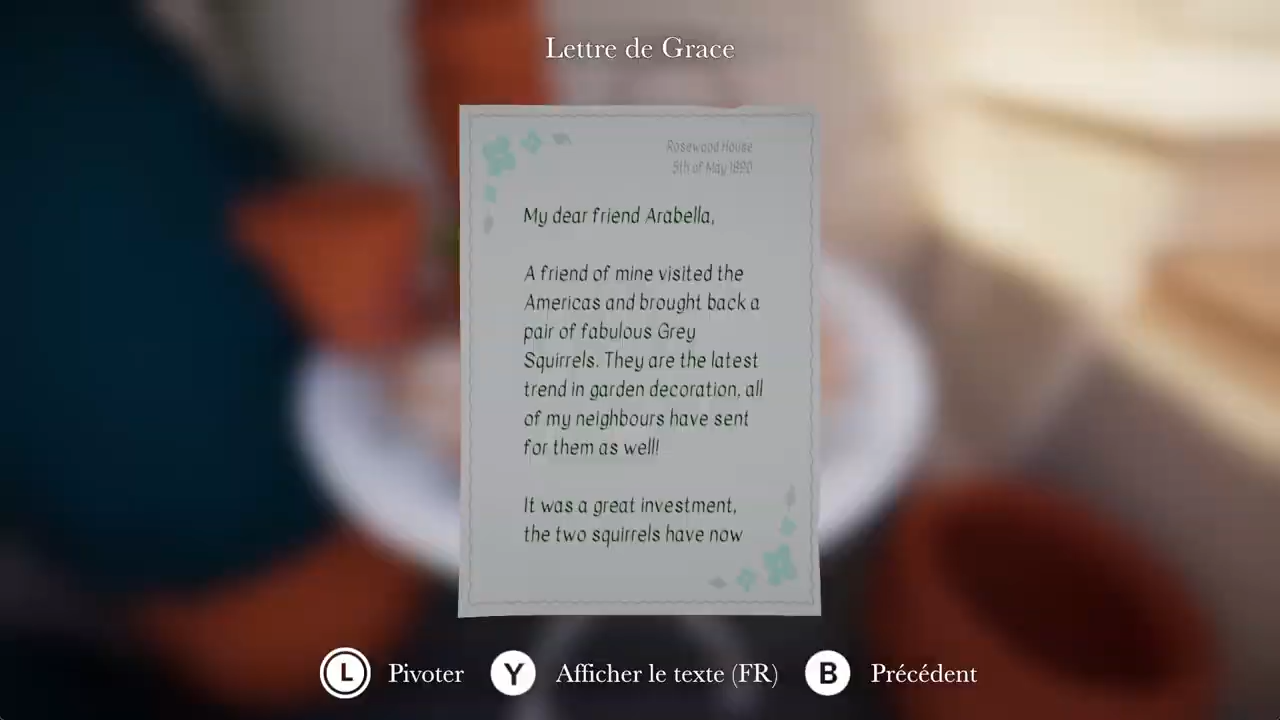 Lettre de Grace
Rosewood House
5th of May 1890
My dear friend Arabella,
A friend of mine visited the
Americas and brought back a
pair of fabulous Grey
Squirrels. They are the latest
trend in garden decoration, all
of my neighbours have sent
for them as well!
It was a great investment,
the two squirrels have now
L Pivoter Y Afficher le texte (FR) B Précédent